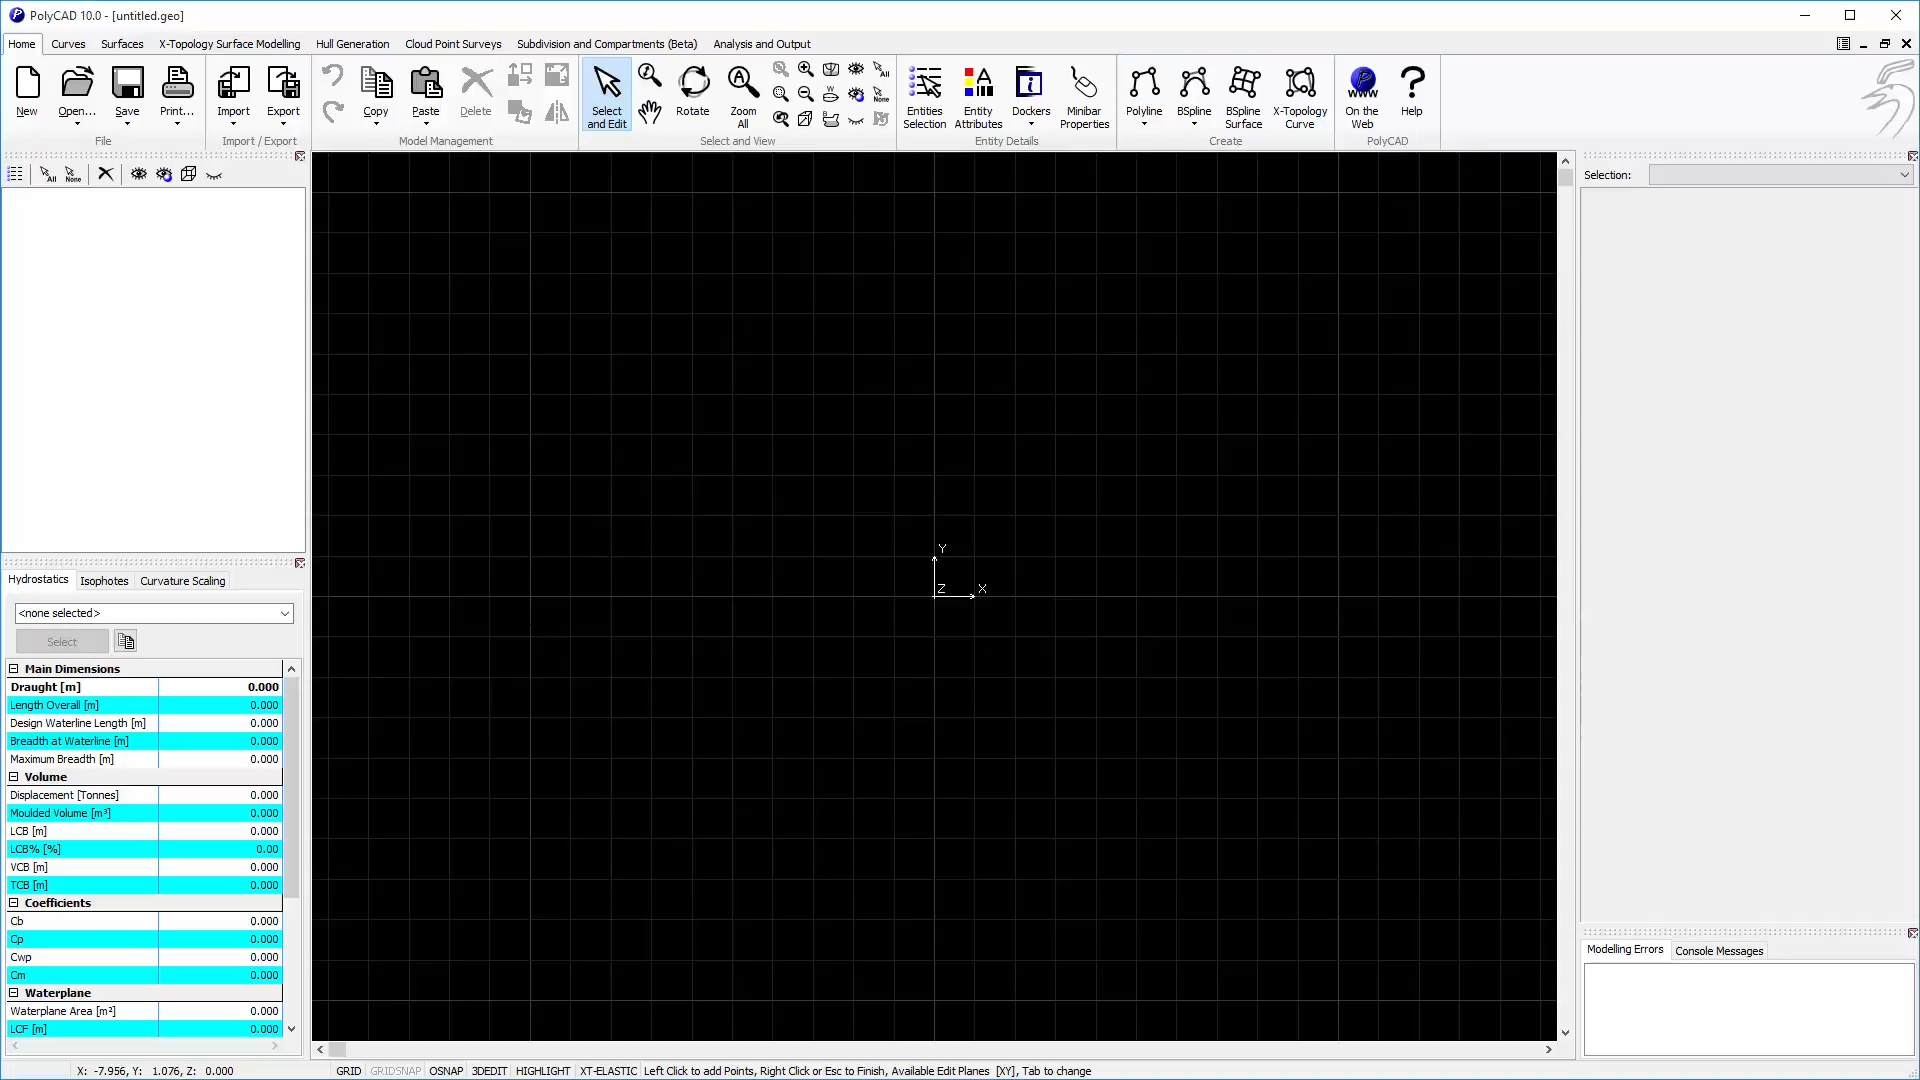 PolyCAD 10.0 - [untitled.geo]
Home Curves Surfaces X-Topology Surface Modelling Hull Generation Cloud Point Surveys Subdivision and Compartments (Beta) Analysis and Output
New Open... Save Print... Import Export Copy Paste Delete Select and Edit Rotate Zoom All All None Entities Selection Entity Attributes Dockers Minibar Properties Polyline BSpline BSpline Surface X-Topology Curve On the Web Help
File Import / Export Model Management Select and View Entity Details Create PolyCAD
All None
Selection:
Y
Z X
Hydrostatics Isophotes Curvature Scaling
<none selected>
Select
Main Dimensions
Draught [m] 0.000
Length Overall [m] 0.000
Design Waterline Length [m] 0.000
Breadth at Waterline [m] 0.000
Maximum Breadth [m] 0.000
Volume
Displacement [Tonnes] 0.000
Moulded Volume [m³] 0.000
LCB [m] 0.000
LCB% [%] 0.00
VCB [m] 0.000
TCB [m] 0.000
Coefficients
Cb 0.000
Cp 0.000
Cwp 0.000
Cm 0.000
Waterplane
Waterplane Area [m²] 0.000
LCF [m] 0.000
Modelling Errors Console Messages
X: -7.956, Y: 1.076, Z: 0.000 GRID GRIDSNAP OSNAP 3DEDIT HIGHLIGHT XT-ELASTIC Left Click to add Points, Right Click or Esc to Finish, Available Edit Planes [XY], Tab to change